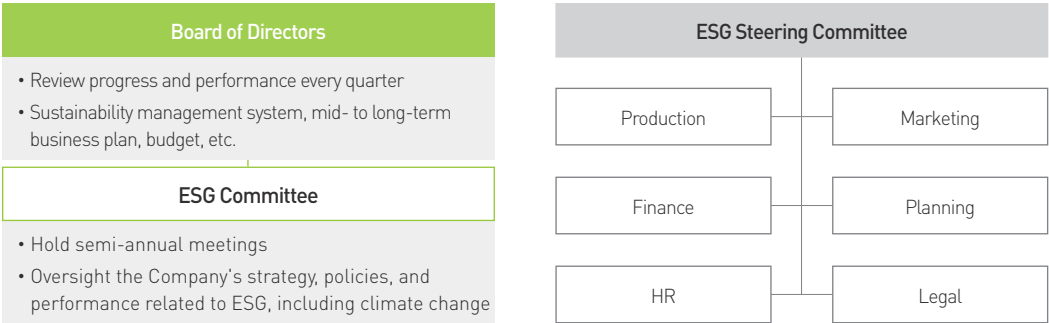 Board of Directors
• Review progress and performance every quarter
• Sustainability management system, mid- to long-term
business plan, budget, etc.
ESG Committee
• Hold semi-annual meetings
• Oversight the Company's strategy, policies, and
performance related to ESG, including climate change
ESG Steering Committee
Production
Marketing
Finance
Planning
HR
Legal